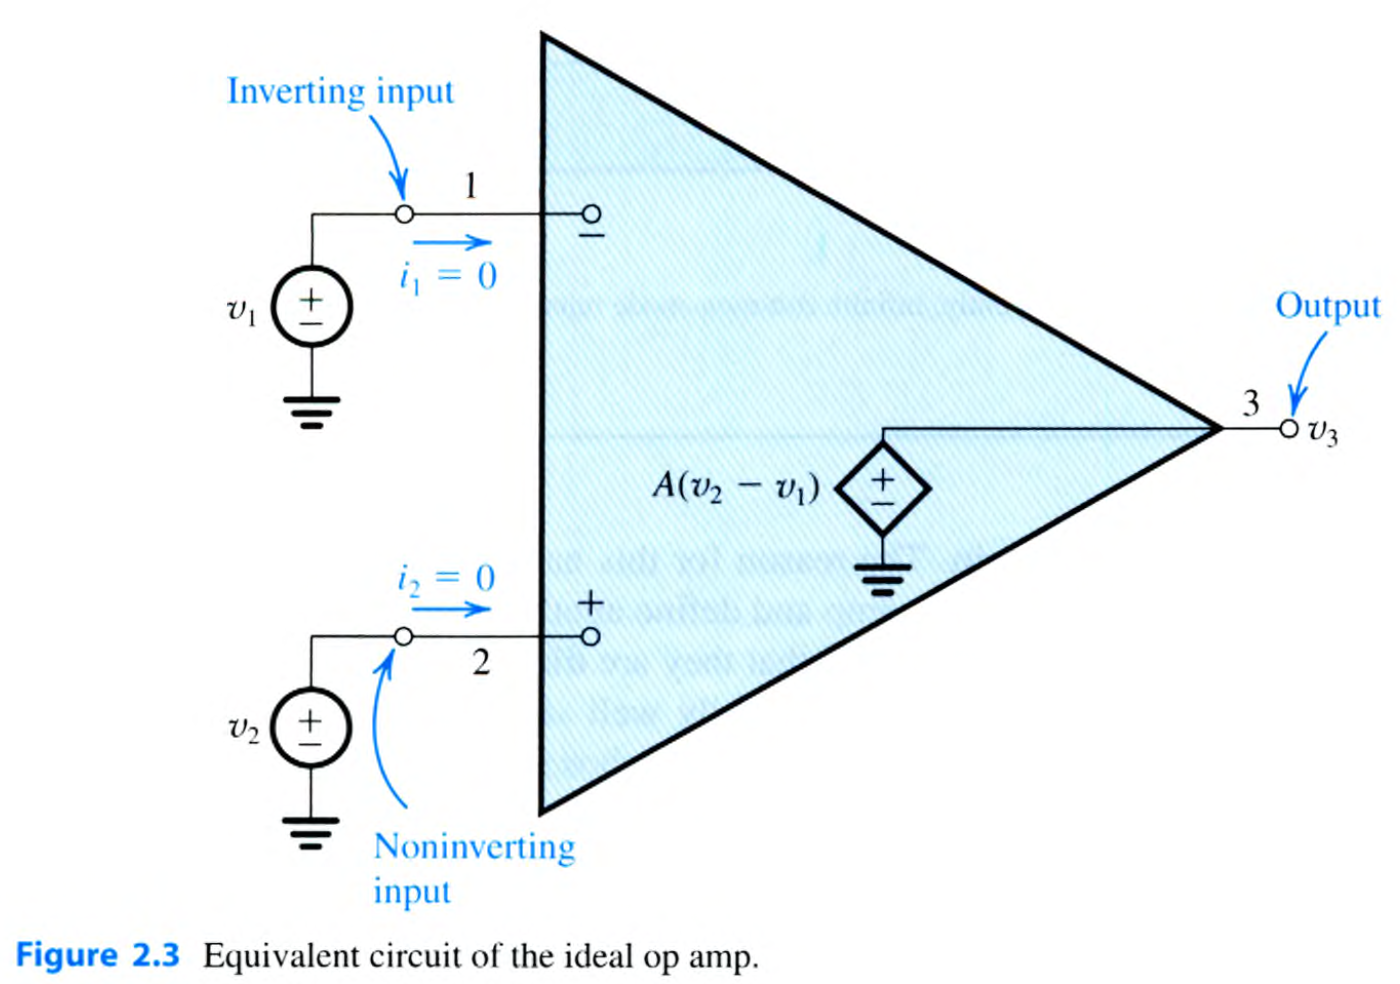 Inverting input
1
i₁ = 0
v₁
+
−
−
Output
3
v₃
A(v₂ − v₁)
+
−
i₂ = 0
+
2
v₂
+
−
Noninverting
input
Figure 2.3 Equivalent circuit of the ideal op amp.